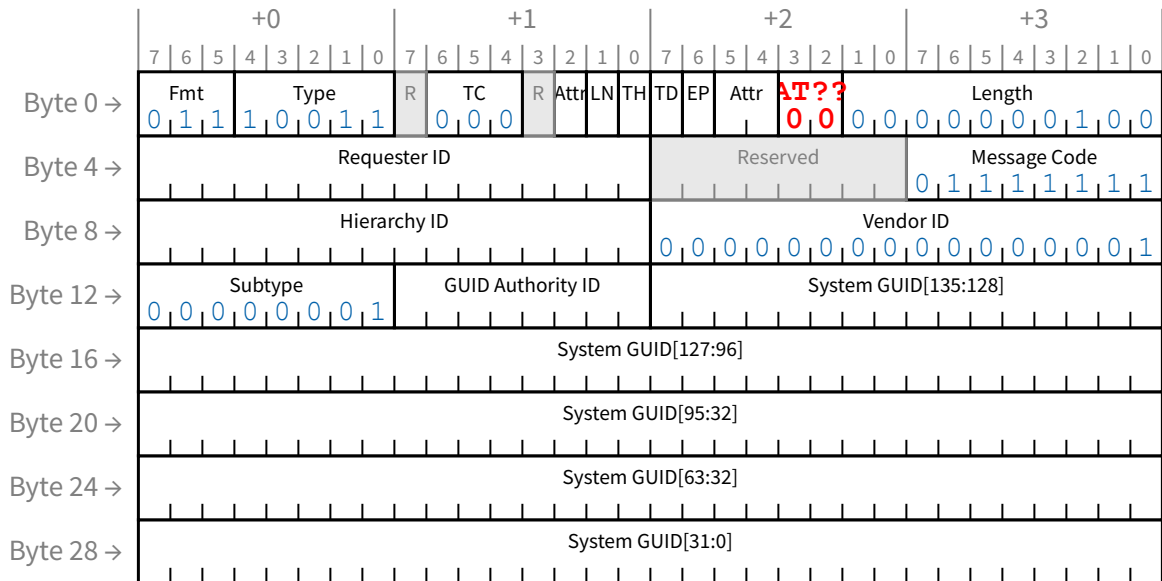 +0 +1 +2 +3
7 6 5 4 3 2 1 0 7 6 5 4 3 2 1 0 7 6 5 4 3 2 1 0 7 6 5 4 3 2 1 0
Byte 0 → Fmt Type R TC R Attr LN TH TD EP Attr AT?? Length
0 1 1 1 0 0 1 1 0 0 0 0 0 0 0 0 0 0 0 0 1 0 0
Byte 4 → Requester ID Reserved Message Code
0 1 1 1 1 1 1 1
Byte 8 → Hierarchy ID Vendor ID
0 0 0 0 0 0 0 0 0 0 0 0 0 0 0 1
Byte 12 → Subtype GUID Authority ID System GUID[135:128]
0 0 0 0 0 0 0 1
Byte 16 → System GUID[127:96]
Byte 20 → System GUID[95:32]
Byte 24 → System GUID[63:32]
Byte 28 → System GUID[31:0]